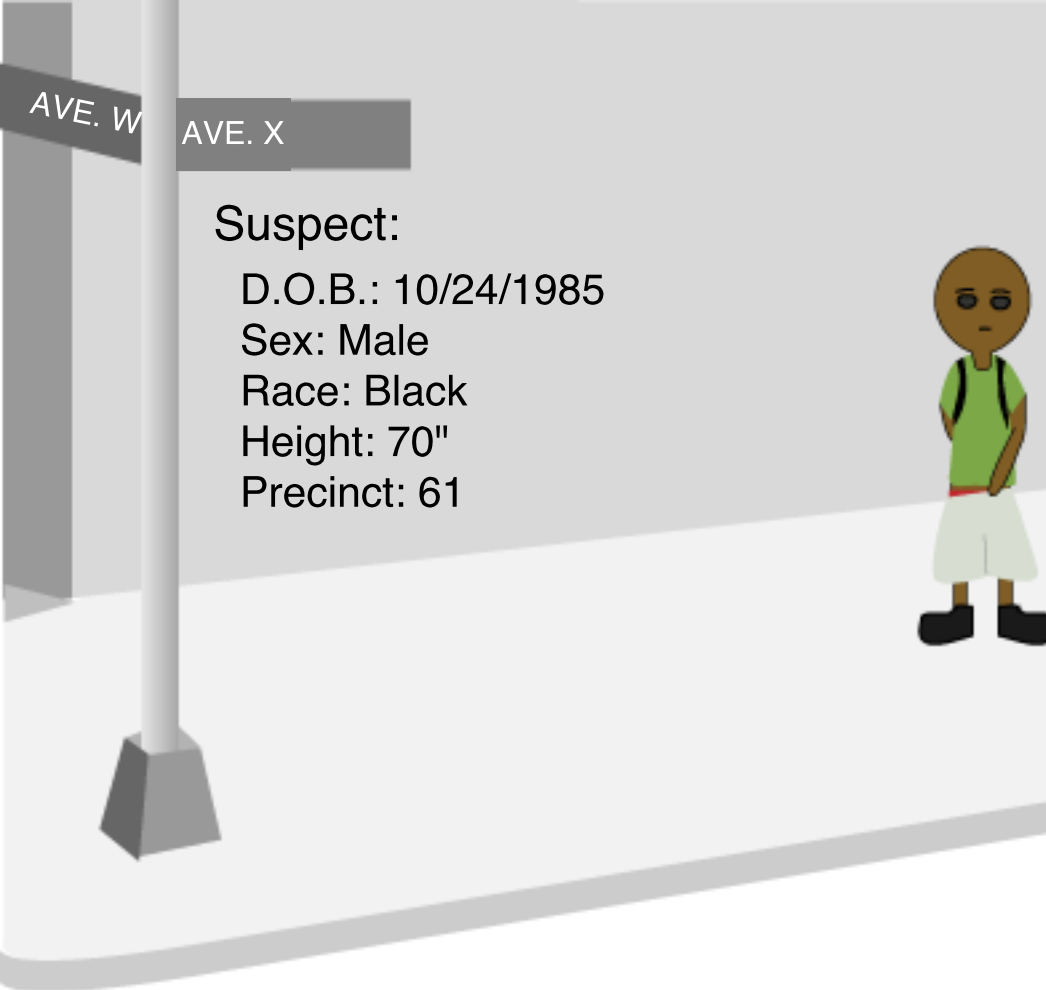 AVE. W
AVE. X
Suspect:
D.O.B.: 10/24/1985
Sex: Male
Race: Black
Height: 70"
Precinct: 61